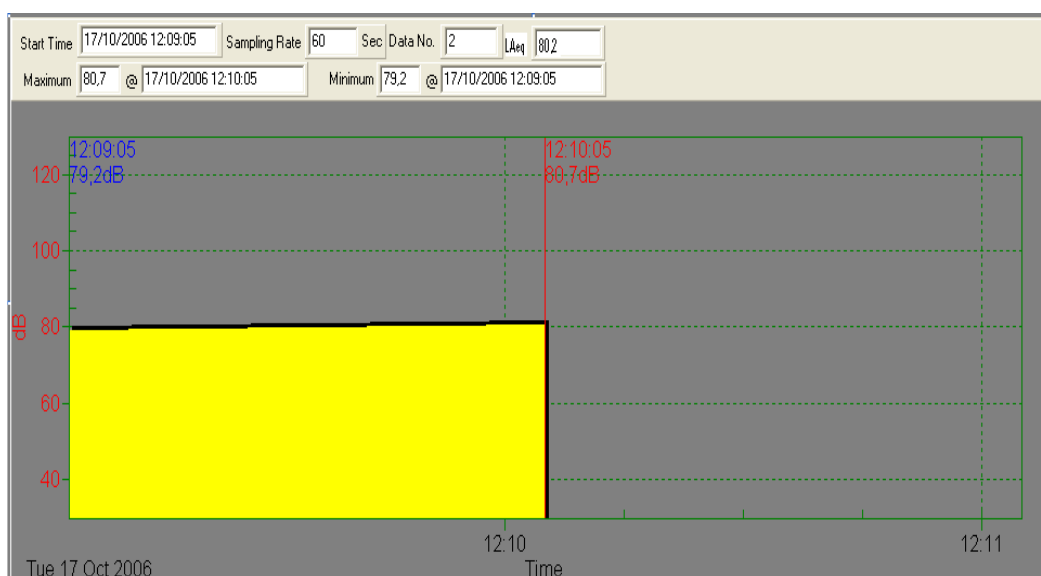 Start Time 17/10/2006 12:09:05 Sampling Rate 60 Sec Data No. 2 LAeq 80,2
Maximum 80,7 @ 17/10/2006 12:10:05 Minimum 79,2 @ 17/10/2006 12:09:05
12:09:05 12:10:05
79,2dB 80,7dB
120
100
80
60
40
dB
12:10 12:11
Tue 17 Oct 2006 Time